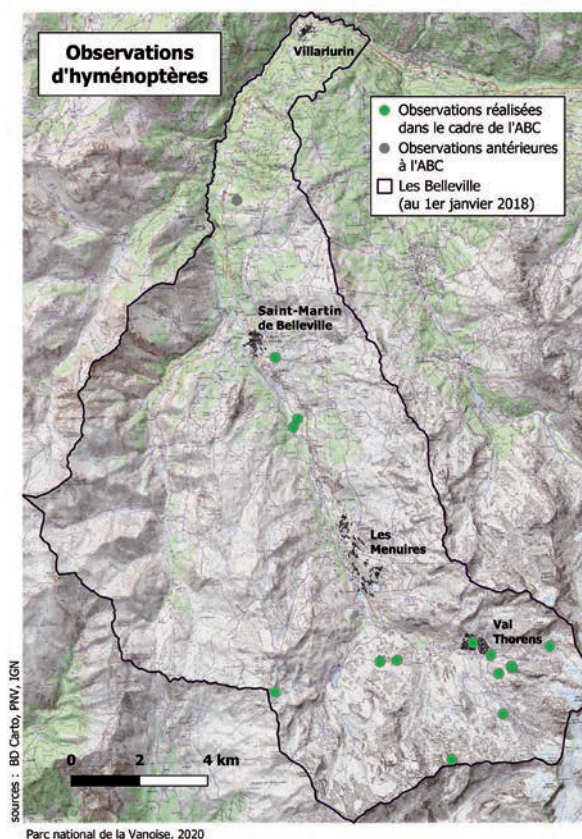 Observations
d'hyménoptères
Villarlurin
Observations réalisées
dans le cadre de l'ABC
Observations antérieures
à l'ABC
Les Belleville
(au 1er janvier 2018)
Saint-Martin
de Belleville
Les
Menuires
Val
Thorens
0 2 4 km
sources : BD Carto, PNV, IGN
Parc national de la Vanoise, 2020